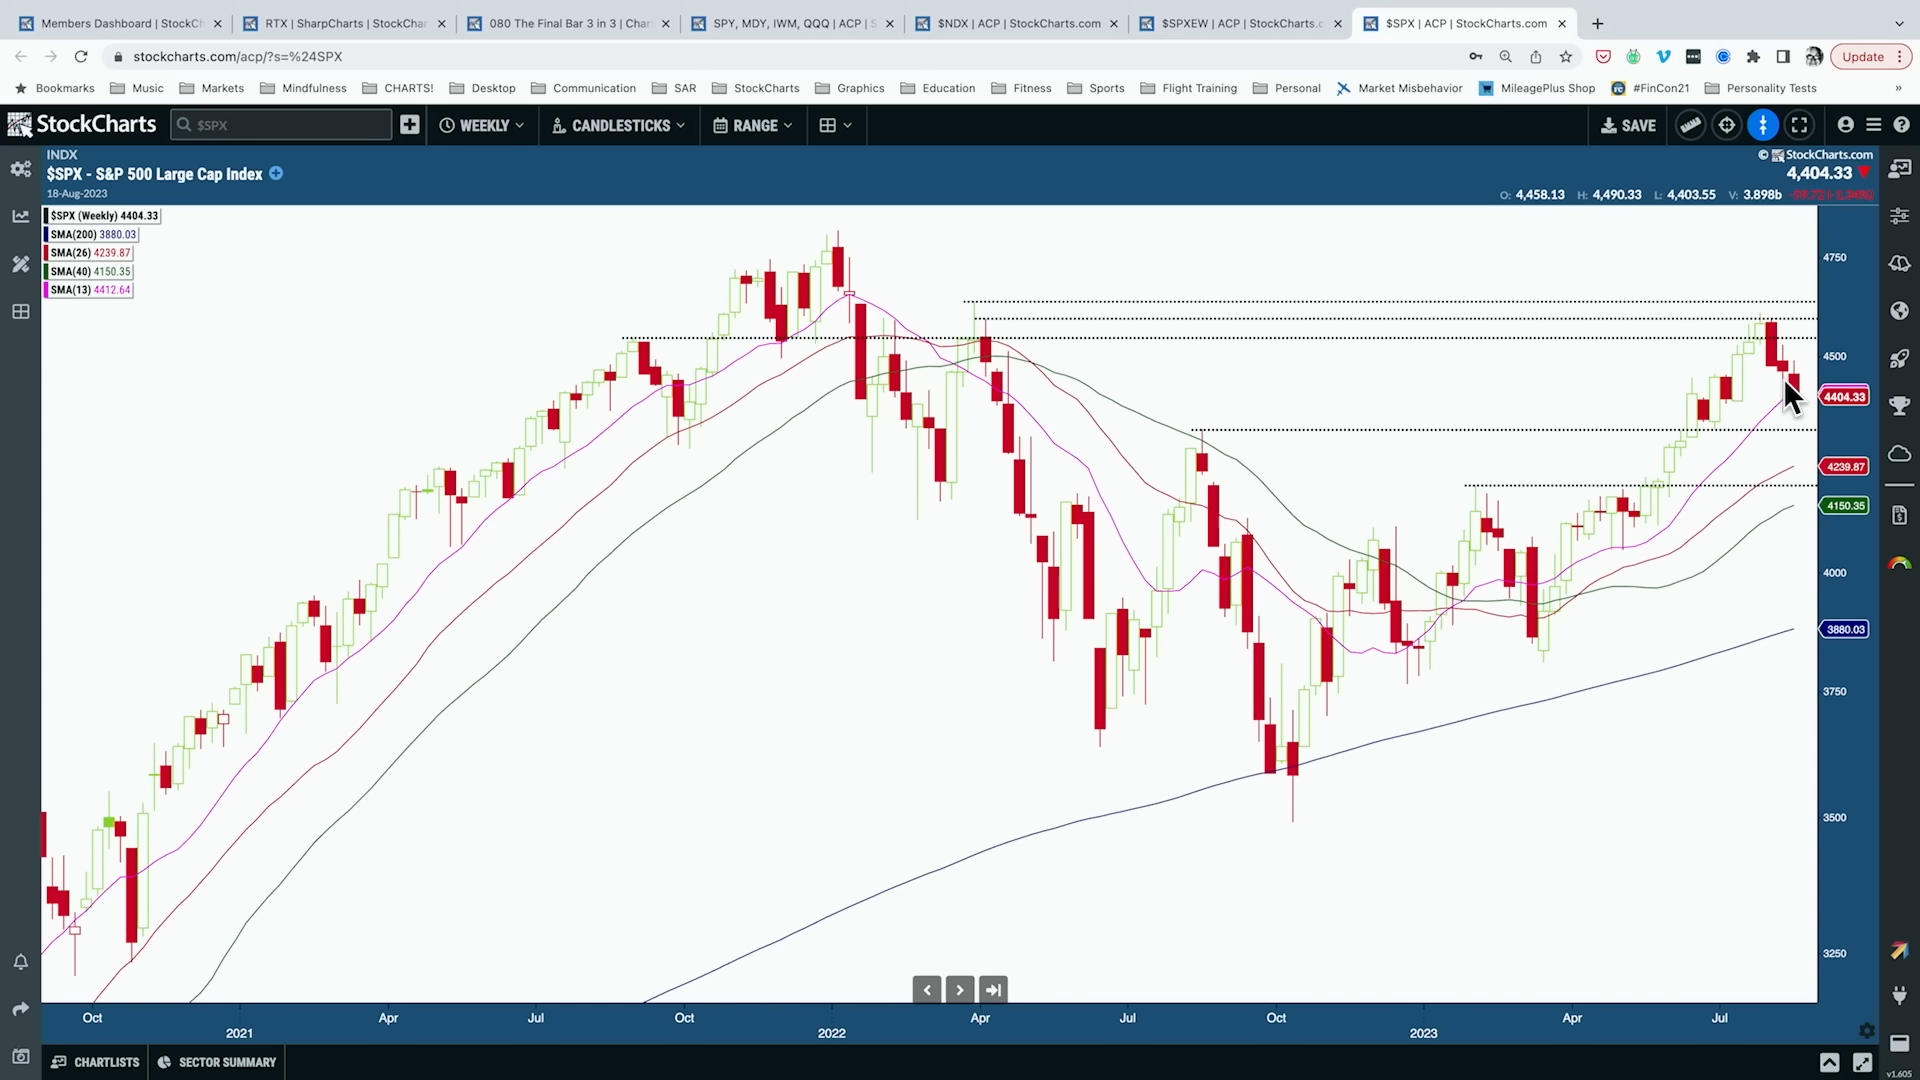 Members Dashboard | StockCh
RTX | SharpCharts | StockChar
080 The Final Bar 3 in 3 | Char
SPY, MDY, IWM, QQQ | ACP | S
$NDX | ACP | StockCharts.com
$SPXEW | ACP | StockCharts.c
$SPX | ACP | StockCharts.com
stockcharts.com/acp/?s=%24SPX
Update
Bookmarks
Music
Markets
Mindfulness
CHARTS!
Desktop
Communication
SAR
StockCharts
Graphics
Education
Fitness
Sports
Flight Training
Personal
Market Misbehavior
MileagePlus Shop
#FinCon21
Personality Tests
»
StockCharts
$SPX
WEEKLY
CANDLESTICKS
RANGE
SAVE
INDX
© StockCharts.com
$SPX - S&P 500 Large Cap Index
4,404.33
18-Aug-2023
O: 4,458.13 H: 4,490.33 L: 4,403.55 V: 3.898b
$SPX (Weekly) 4404.33
SMA(200) 3880.03
SMA(26) 4239.87
SMA(40) 4150.35
SMA(13) 4412.64
4750
4500
4404.33
4239.87
4150.35
4000
3880.03
3750
3500
3250
Oct
Apr
Jul
Oct
Apr
Jul
Oct
Apr
Jul
2021
2022
2023
CHARTLISTS
SECTOR SUMMARY
v1.605